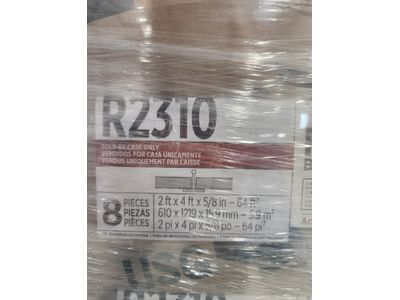 R2310
SOLD BY CASE ONLY
VENDIDOS POR CAJA ÚNICAMENTE
VENDUS UNIQUEMENT PAR CAISSE
8 PIECES
PIEZAS
PIÈCES
2 ft x 4 ft x 5/8 in – 64 ft²
610 x 1219 x 15.9 mm – 5.9 m²
2 pi x 4 pi x 5/8 po – 64 pi²
R2310